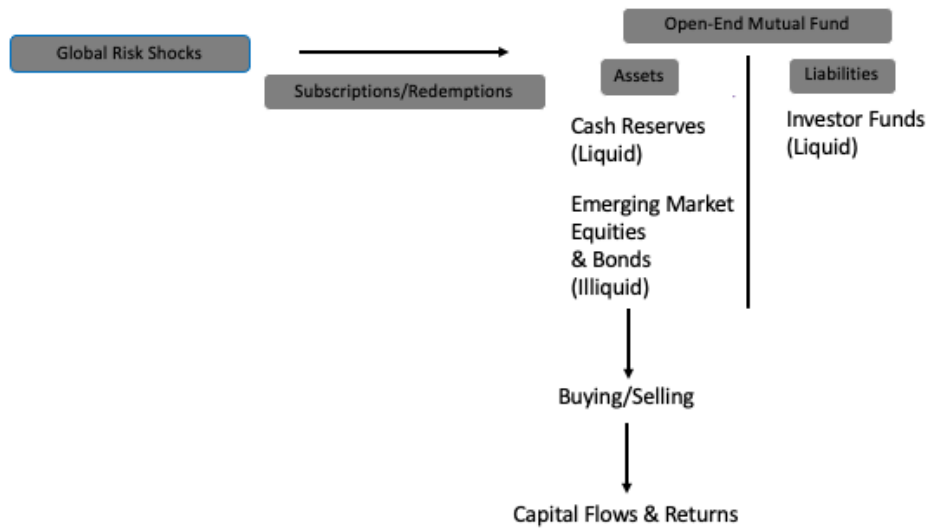 Open-End Mutual Fund
Global Risk Shocks
Subscriptions/Redemptions
Assets
Liabilities
Cash Reserves
(Liquid)
Investor Funds
(Liquid)
Emerging Market
Equities
& Bonds
(Illiquid)
Buying/Selling
Capital Flows & Returns